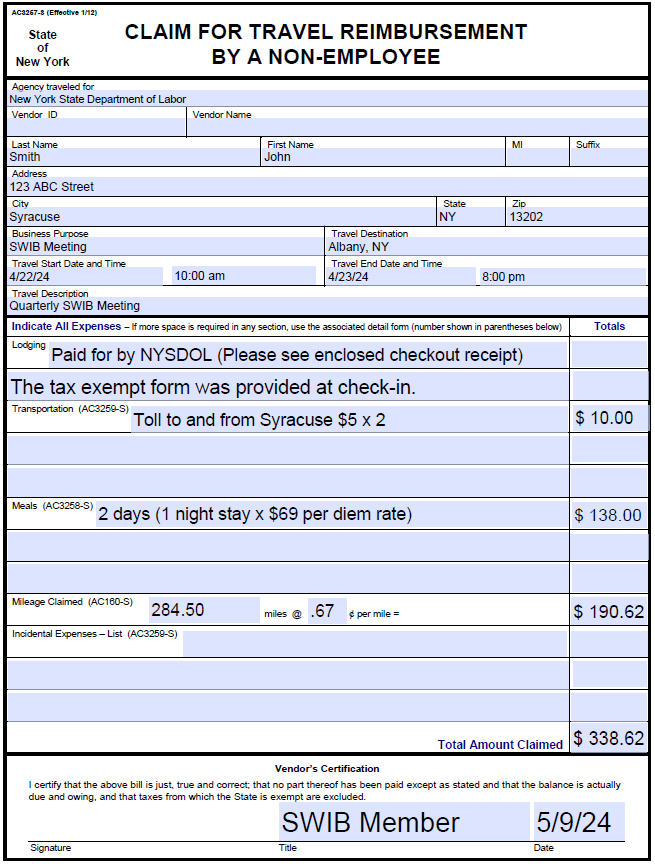 AC3257-S (Effective 1/12)
State
of
New York
CLAIM FOR TRAVEL REIMBURSEMENT
BY A NON-EMPLOYEE
Agency traveled for
New York State Department of Labor
Vendor ID Vendor Name
Last Name First Name MI Suffix
Smith John
Address
123 ABC Street
City State Zip
Syracuse NY 13202
Business Purpose Travel Destination
SWIB Meeting Albany, NY
Travel Start Date and Time Travel End Date and Time
4/22/24 10:00 am 4/23/24 8:00 pm
Travel Description
Quarterly SWIB Meeting
Indicate All Expenses – If more space is required in any section, use the associated detail form (number shown in parentheses below) Totals
Lodging Paid for by NYSDOL (Please see enclosed checkout receipt)
The tax exempt form was provided at check-in.
Transportation (AC3259-S) Toll to and from Syracuse $5 x 2 $ 10.00
Meals (AC3258-S) 2 days (1 night stay x $69 per diem rate) $ 138.00
Mileage Claimed (AC160-S) 284.50 miles @ .67 ¢ per mile = $ 190.62
Incidental Expenses – List (AC3259-S)
Total Amount Claimed $ 338.62
Vendor's Certification
I certify that the above bill is just, true and correct; that no part thereof has been paid except as stated and that the balance is actually
due and owing, and that taxes from which the State is exempt are excluded.
SWIB Member 5/9/24
Signature Title Date